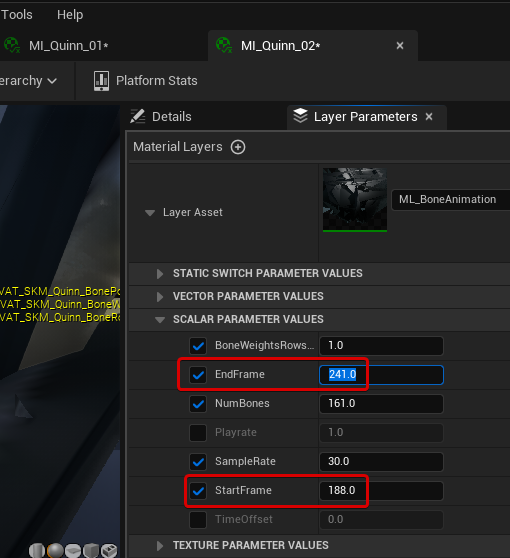 Tools Help
MI_Quinn_01* MI_Quinn_02* ×
erarchy Platform Stats
Details Layer Parameters ×
Material Layers
Layer Asset ML_BoneAnimation
STATIC SWITCH PARAMETER VALUES
VECTOR PARAMETER VALUES
VAT_SKM_Quinn_BonePo
VAT_SKM_Quinn_BoneW
VAT_SKM_Quinn_BoneRo
SCALAR PARAMETER VALUES
BoneWeightsRows... 1.0
EndFrame 241.0
NumBones 161.0
Playrate 1.0
SampleRate 30.0
StartFrame 188.0
TimeOffset 0.0
TEXTURE PARAMETER VALUES